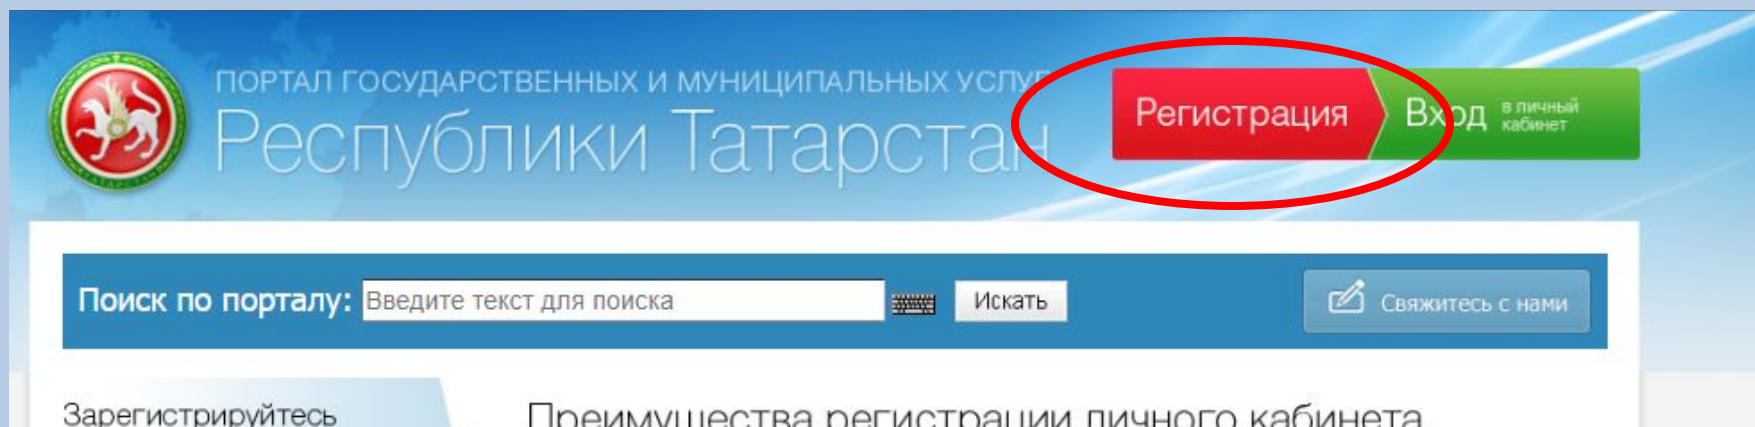 ПОРТАЛ ГОСУДАРСТВЕННЫХ И МУНИЦИПАЛЬНЫХ УСЛУГ
Республики Татарстан
Регистрация
Вход в личный
кабинет
Поиск по порталу: Введите текст для поиска Искать
Свяжитесь с нами
Зарегистрируйтесь
Преимущества регистрации личного кабинета